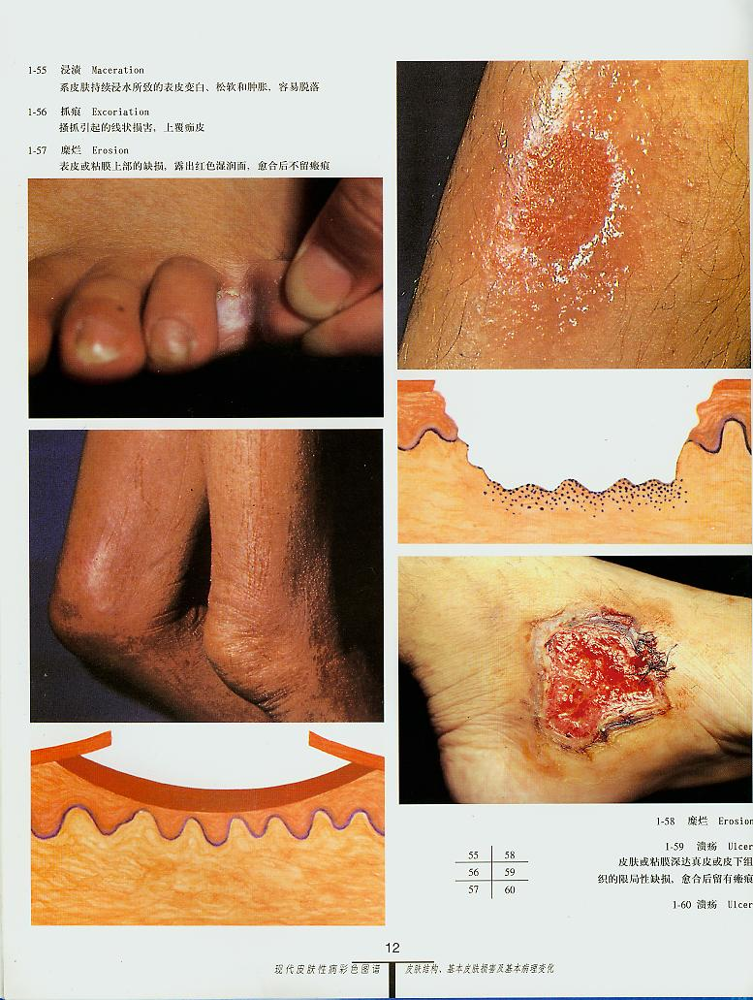 1-55 浸渍 Maceration
系皮肤持续浸水所致的表皮变白、松软和肿胀，容易脱落
1-56 抓痕 Excoriation
搔抓引起的线状损害，上覆痂皮
1-57 糜烂 Erosion
表皮或粘膜上部的缺损，露出红色湿润面，愈合后不留瘢痕
1-58 糜烂 Erosion
1-59 溃疡 Ulcer
皮肤或粘膜深达真皮或皮下组
织的限局性缺损，愈合后留有瘢痕
1-60 溃疡 Ulcer
55 58
56 59
57 60
12
现代皮肤性病彩色图谱 皮肤结构、基本皮肤损害及基本病理变化